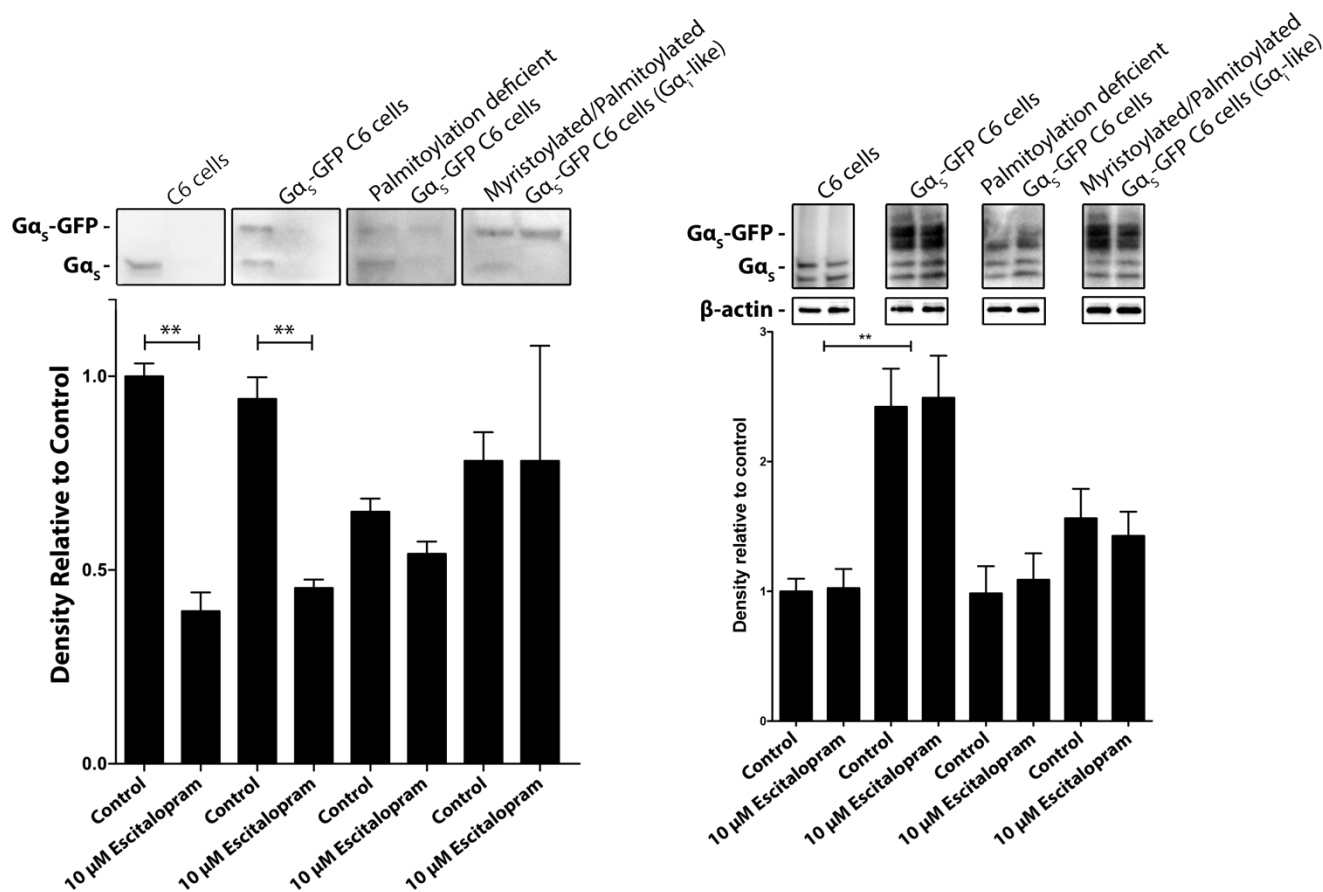 C6 cells
Gαs-GFP C6 cells
Palmitoylation deficient
Gαs-GFP C6 cells
Myristoylated/Palmitoylated
Gαs-GFP C6 cells (Gαi-like)
Gαs-GFP -
Gαs -
**
**
Density Relative to Control
1.0
0.5
0.0
Control
10 µM Escitalopram
Control
10 µM Escitalopram
Control
10 µM Escitalopram
Control
10 µM Escitalopram
C6 cells
Gαs-GFP C6 cells
Palmitoylation deficient
Gαs-GFP C6 cells
Myristoylated/Palmitoylated
Gαs-GFP C6 cells (Gαi-like)
Gαs-GFP -
Gαs -
β-actin -
**
Density relative to control
3
2
1
0
Control
10 µM Escitalopram
Control
10 µM Escitalopram
Control
10 µM Escitalopram
Control
10 µM Escitalopram